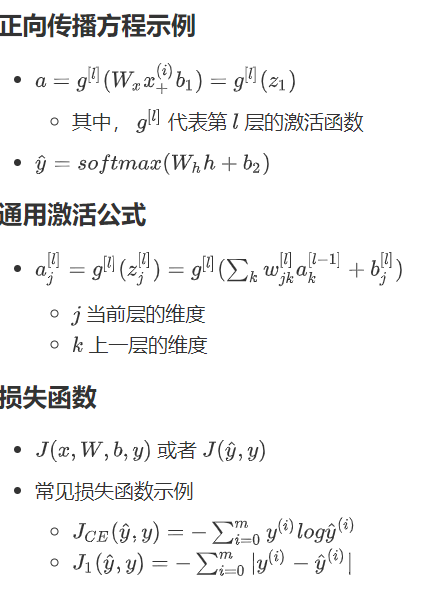 正向传播方程示例
• $a = g^{[l]}(W_x x_{+}^{(i)} b_1) = g^{[l]}(z_1)$
◦ 其中， $g^{[l]}$ 代表第 $l$ 层的激活函数
• $\hat{y} = softmax(W_h h + b_2)$
通用激活公式
• $a_j^{[l]} = g^{[l]}(z_j^{[l]}) = g^{[l]}(\sum_k w_{jk}^{[l]} a_k^{[l-1]} + b_j^{[l]})$
◦ $j$ 当前层的维度
◦ $k$ 上一层的维度
损失函数
• $J(x, W, b, y)$ 或者 $J(\hat{y}, y)$
• 常见损失函数示例
◦ $J_{CE}(\hat{y}, y) = -\sum_{i=0}^{m} y^{(i)} log \hat{y}^{(i)}$
◦ $J_1(\hat{y}, y) = -\sum_{i=0}^{m} |y^{(i)} - \hat{y}^{(i)}|$